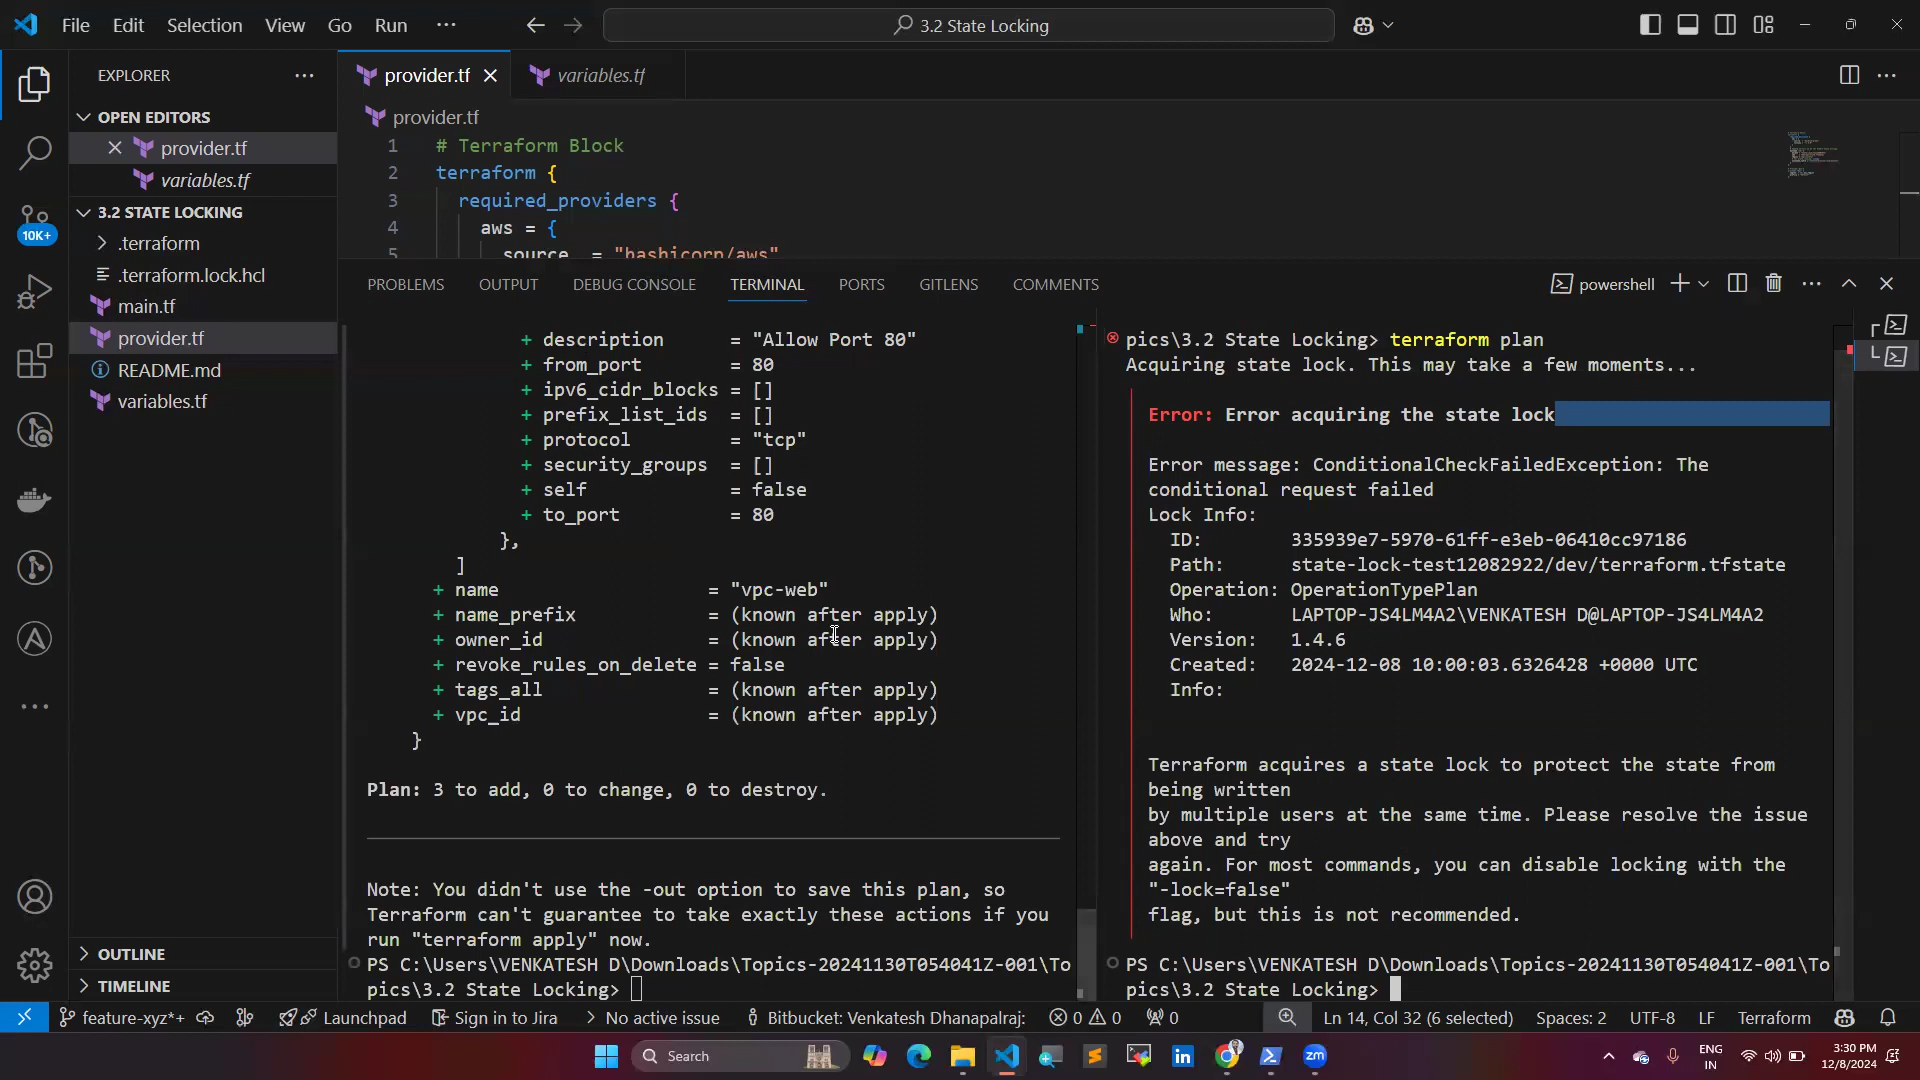 File Edit Selection View Go Run ··· 3.2 State Locking
EXPLORER ···
OPEN EDITORS
provider.tf
variables.tf
3.2 STATE LOCKING
.terraform
.terraform.lock.hcl
main.tf
provider.tf
README.md
variables.tf
OUTLINE
TIMELINE
10K+
provider.tf variables.tf
provider.tf
1 # Terraform Block
2 terraform {
3 required_providers {
4 aws = {
5 source = "hashicorp/aws"
PROBLEMS OUTPUT DEBUG CONSOLE TERMINAL PORTS GITLENS COMMENTS powershell
+ description = "Allow Port 80"
+ from_port = 80
+ ipv6_cidr_blocks = []
+ prefix_list_ids = []
+ protocol = "tcp"
+ security_groups = []
+ self = false
+ to_port = 80
},
]
+ name = "vpc-web"
+ name_prefix = (known after apply)
+ owner_id = (known after apply)
+ revoke_rules_on_delete = false
+ tags_all = (known after apply)
+ vpc_id = (known after apply)
}
Plan: 3 to add, 0 to change, 0 to destroy.
Note: You didn't use the -out option to save this plan, so
Terraform can't guarantee to take exactly these actions if you
run "terraform apply" now.
PS C:\Users\VENKATESH D\Downloads\Topics-20241130T054041Z-001\To
pics\3.2 State Locking>
pics\3.2 State Locking> terraform plan
Acquiring state lock. This may take a few moments...
Error: Error acquiring the state lock
Error message: ConditionalCheckFailedException: The
conditional request failed
Lock Info:
ID: 335939e7-5970-61ff-e3eb-06410cc97186
Path: state-lock-test12082922/dev/terraform.tfstate
Operation: OperationTypePlan
Who: LAPTOP-JS4LM4A2\VENKATESH D@LAPTOP-JS4LM4A2
Version: 1.4.6
Created: 2024-12-08 10:00:03.6326428 +0000 UTC
Info:
Terraform acquires a state lock to protect the state from
being written
by multiple users at the same time. Please resolve the issue
above and try
again. For most commands, you can disable locking with the
"-lock=false"
flag, but this is not recommended.
PS C:\Users\VENKATESH D\Downloads\Topics-20241130T054041Z-001\To
pics\3.2 State Locking>
feature-xyz*+ Launchpad Sign in to Jira No active issue Bitbucket: Venkatesh Dhanapalraj: 0 0 0 Ln 14, Col 32 (6 selected) Spaces: 2 UTF-8 LF Terraform
Search
zm
ENG
IN
3:30 PM
12/8/2024